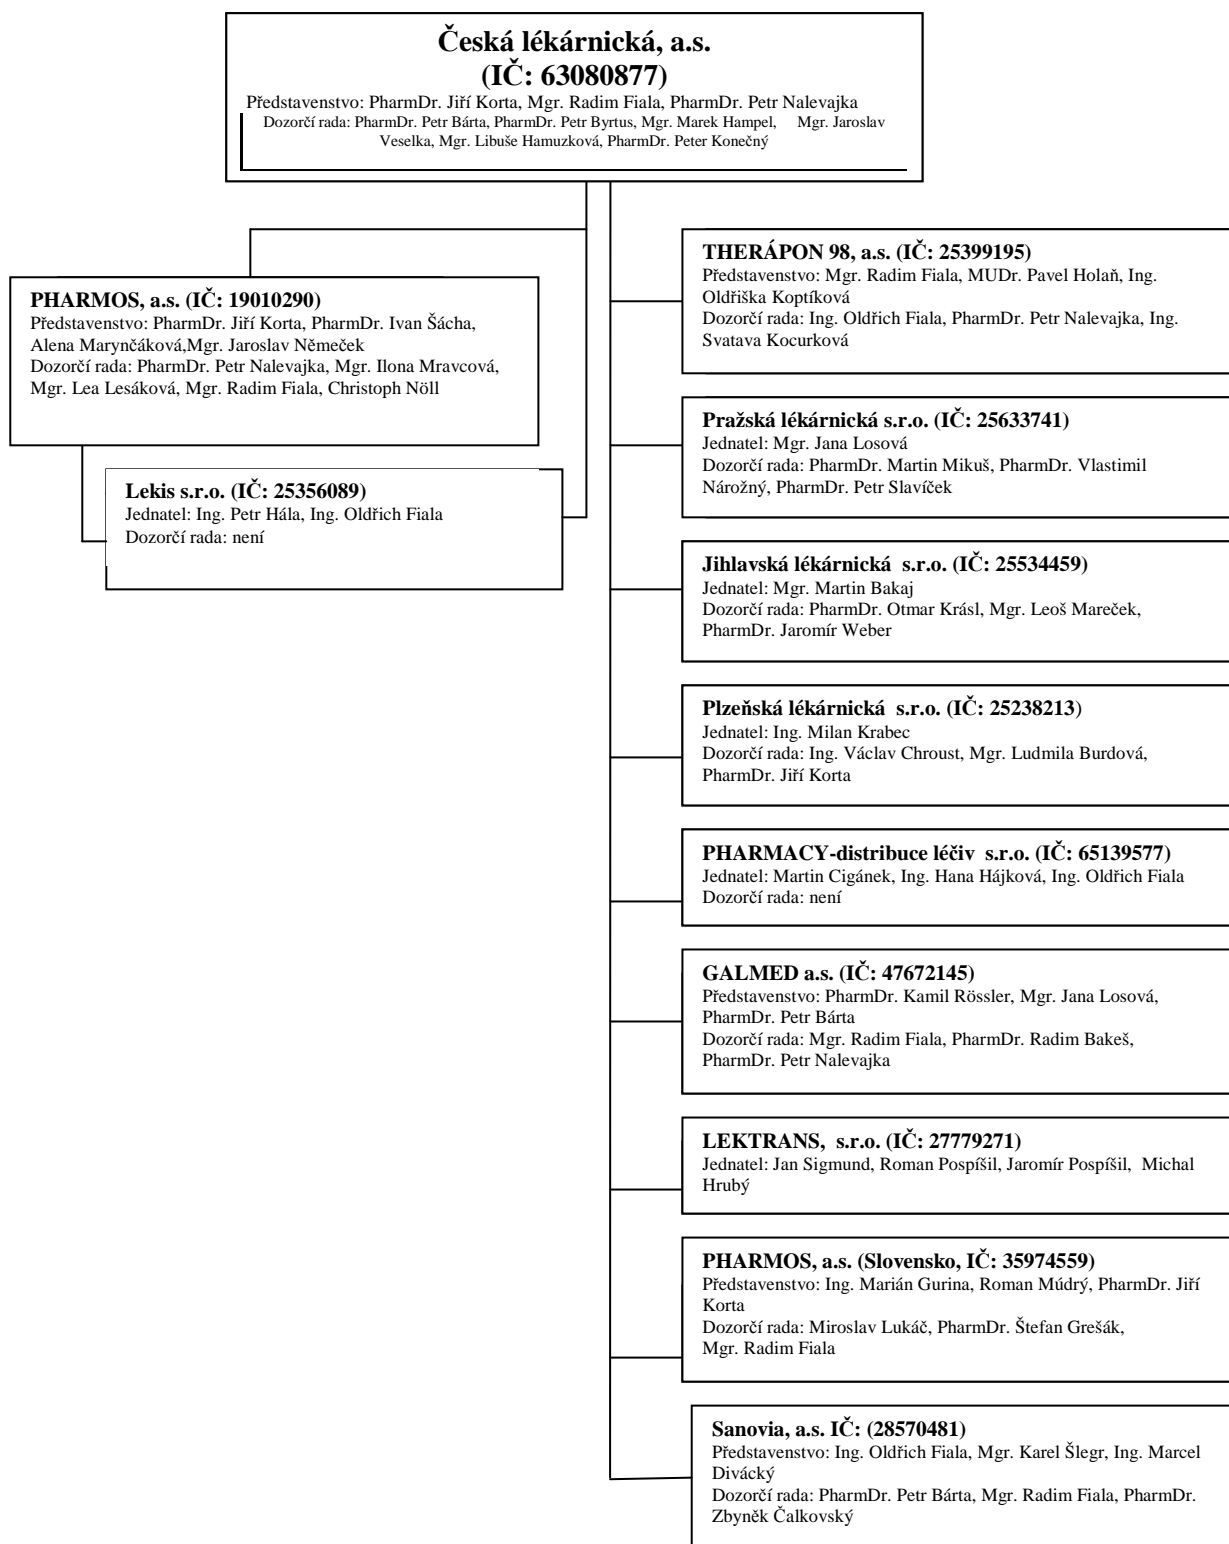 Česká lékárnická, a.s.
(IČ: 63080877)
Představenstvo: PharmDr. Jiří Korta, Mgr. Radim Fiala, PharmDr. Petr Nalevajka
Dozorčí rada: PharmDr. Petr Bárta, PharmDr. Petr Byrtus, Mgr. Marek Hampel, Mgr. Jaroslav
Veselka, Mgr. Libuše Hamuzková, PharmDr. Peter Konečný
PHARMOS, a.s. (IČ: 19010290)
Představenstvo: PharmDr. Jiří Korta, PharmDr. Ivan Šácha,
Alena Marynčáková,Mgr. Jaroslav Němeček
Dozorčí rada: PharmDr. Petr Nalevajka, Mgr. Ilona Mravcová,
Mgr. Lea Lesáková, Mgr. Radim Fiala, Christoph Nöll
Lekis s.r.o. (IČ: 25356089)
Jednatel: Ing. Petr Hála, Ing. Oldřich Fiala
Dozorčí rada: není
THERÁPON 98, a.s. (IČ: 25399195)
Představenstvo: Mgr. Radim Fiala, MUDr. Pavel Holaň, Ing.
Oldřiška Koptíková
Dozorčí rada: Ing. Oldřich Fiala, PharmDr. Petr Nalevajka, Ing.
Svatava Kocurková
Pražská lékárnická s.r.o. (IČ: 25633741)
Jednatel: Mgr. Jana Losová
Dozorčí rada: PharmDr. Martin Mikuš, PharmDr. Vlastimil
Nárožný, PharmDr. Petr Slavíček
Jihlavská lékárnická s.r.o. (IČ: 25534459)
Jednatel: Mgr. Martin Bakaj
Dozorčí rada: PharmDr. Otmar Krásl, Mgr. Leoš Mareček,
PharmDr. Jaromír Weber
Plzeňská lékárnická s.r.o. (IČ: 25238213)
Jednatel: Ing. Milan Krabec
Dozorčí rada: Ing. Václav Chroust, Mgr. Ludmila Burdová,
PharmDr. Jiří Korta
PHARMACY-distribuce léčiv s.r.o. (IČ: 65139577)
Jednatel: Martin Cigánek, Ing. Hana Hájková, Ing. Oldřich Fiala
Dozorčí rada: není
GALMED a.s. (IČ: 47672145)
Představenstvo: PharmDr. Kamil Rössler, Mgr. Jana Losová,
PharmDr. Petr Bárta
Dozorčí rada: Mgr. Radim Fiala, PharmDr. Radim Bakeš,
PharmDr. Petr Nalevajka
LEKTRANS, s.r.o. (IČ: 27779271)
Jednatel: Jan Sigmund, Roman Pospíšil, Jaromír Pospíšil, Michal
Hrubý
PHARMOS, a.s. (Slovensko, IČ: 35974559)
Představenstvo: Ing. Marián Gurina, Roman Múdrý, PharmDr. Jiří
Korta
Dozorčí rada: Miroslav Lukáč, PharmDr. Štefan Grešák,
Mgr. Radim Fiala
Sanovia, a.s. IČ: (28570481)
Představenstvo: Ing. Oldřich Fiala, Mgr. Karel Šlegr, Ing. Marcel
Divácký
Dozorčí rada: PharmDr. Petr Bárta, Mgr. Radim Fiala, PharmDr.
Zbyněk Čalkovský